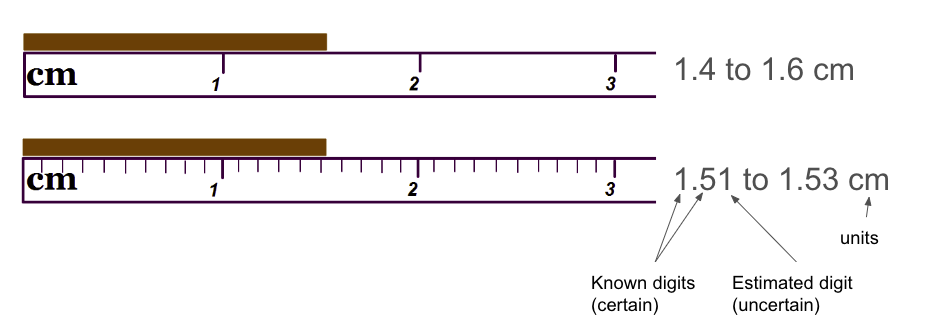 cm 1 2 3 1.4 to 1.6 cm
cm 1 2 3 1.51 to 1.53 cm
units
Known digits
(certain)
Estimated digit
(uncertain)